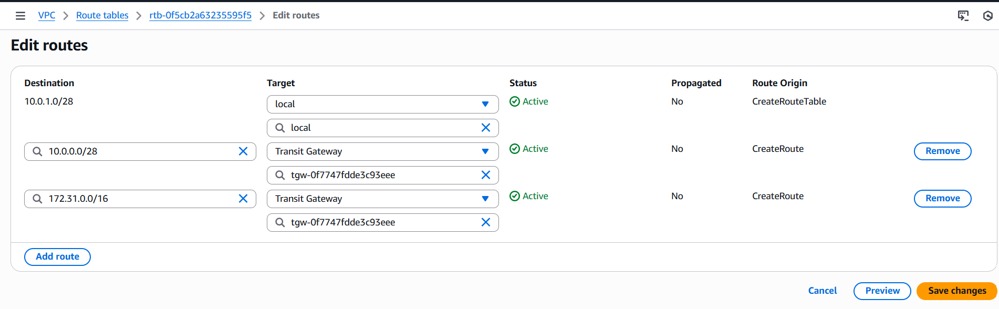 VPC > Route tables > rtb-0f5cb2a63235595f5 > Edit routes
Edit routes
Destination Target Status Propagated Route Origin
10.0.1.0/28 local Active No CreateRouteTable
local
10.0.0.0/28 Transit Gateway Active No CreateRoute Remove
tgw-0f7747fdde3c93eee
172.31.0.0/16 Transit Gateway Active No CreateRoute Remove
tgw-0f7747fdde3c93eee
Add route
Cancel Preview Save changes